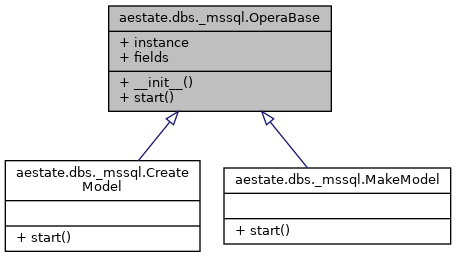 aestate.dbs._mssql.OperaBase
+ instance
+ fields
+ __init__()
+ start()
aestate.dbs._mssql.Create
Model
+ start()
aestate.dbs._mssql.MakeModel
+ start()